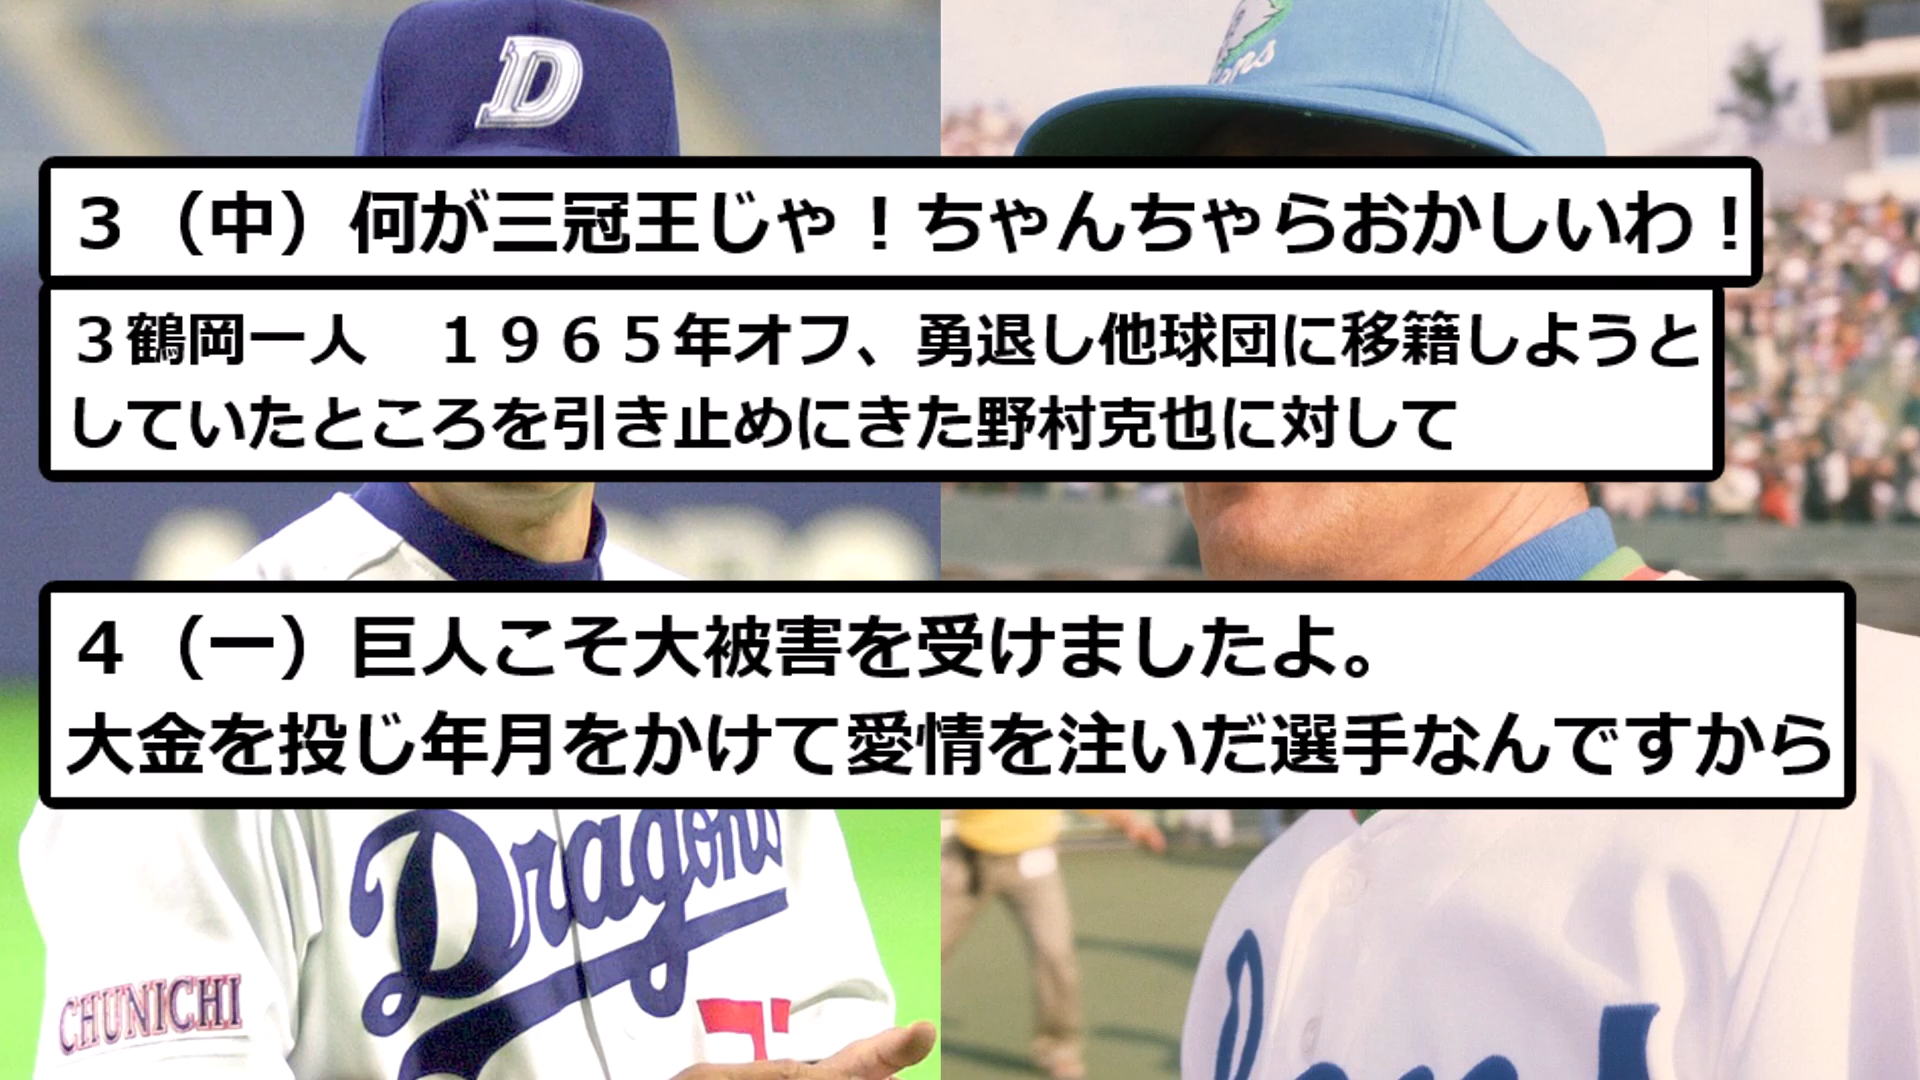 D
３（中）何が三冠王じゃ！ちゃんちゃらおかしいわ！
３鶴岡一人　１９６５年オフ、勇退し他球団に移籍しようと
していたところを引き止めにきた野村克也に対して
４（一）巨人こそ大被害を受けましたよ。
大金を投じ年月をかけて愛情を注いだ選手なんですから
Dragons
CHUNICHI